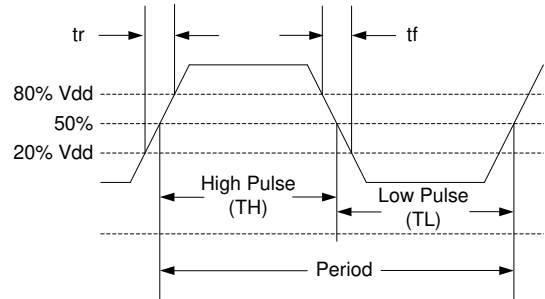 tr
tf
80% Vdd
50%
20% Vdd
High Pulse
(TH)
Low Pulse
(TL)
Period